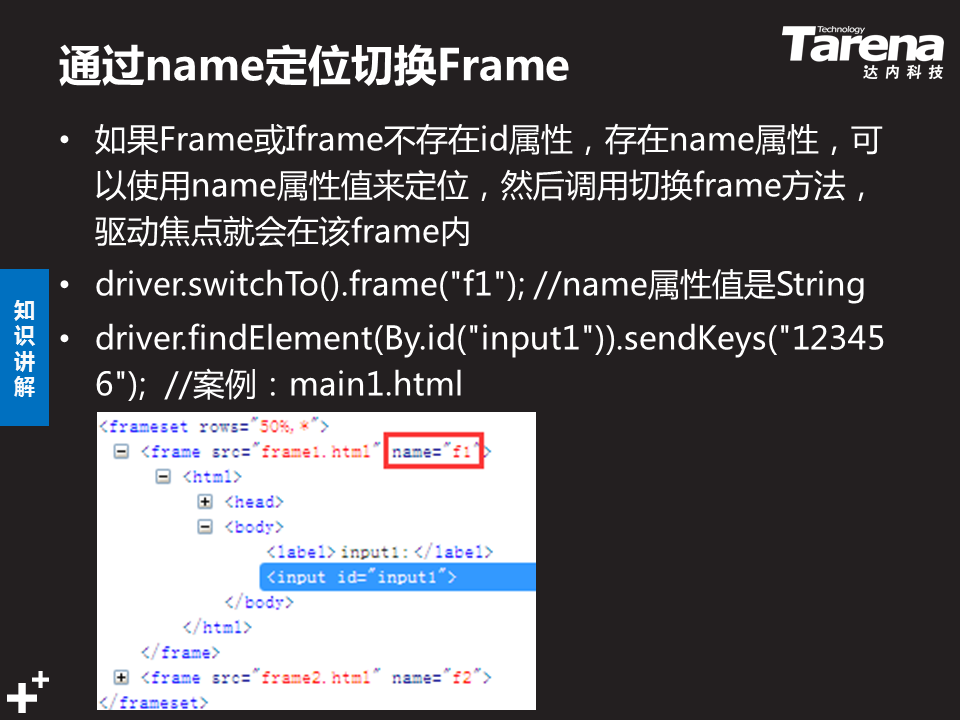 通过name定位切换Frame
Technology
Tarena
达内科技
• 如果Frame或Iframe不存在id属性，存在name属性，可
以使用name属性值来定位，然后调用切换frame方法，
驱动焦点就会在该frame内
• driver.switchTo().frame("f1"); //name属性值是String
• driver.findElement(By.id("input1")).sendKeys("12345
6"); //案例：main1.html
知识讲解
<frameset rows="50%,*">
<frame src="frame1.html" name="f1">
<html>
<head>
<body>
<label>input1:</label>
<input id="input1">
</body>
</html>
</frame>
<frame src="frame2.html" name="f2">
</frameset>